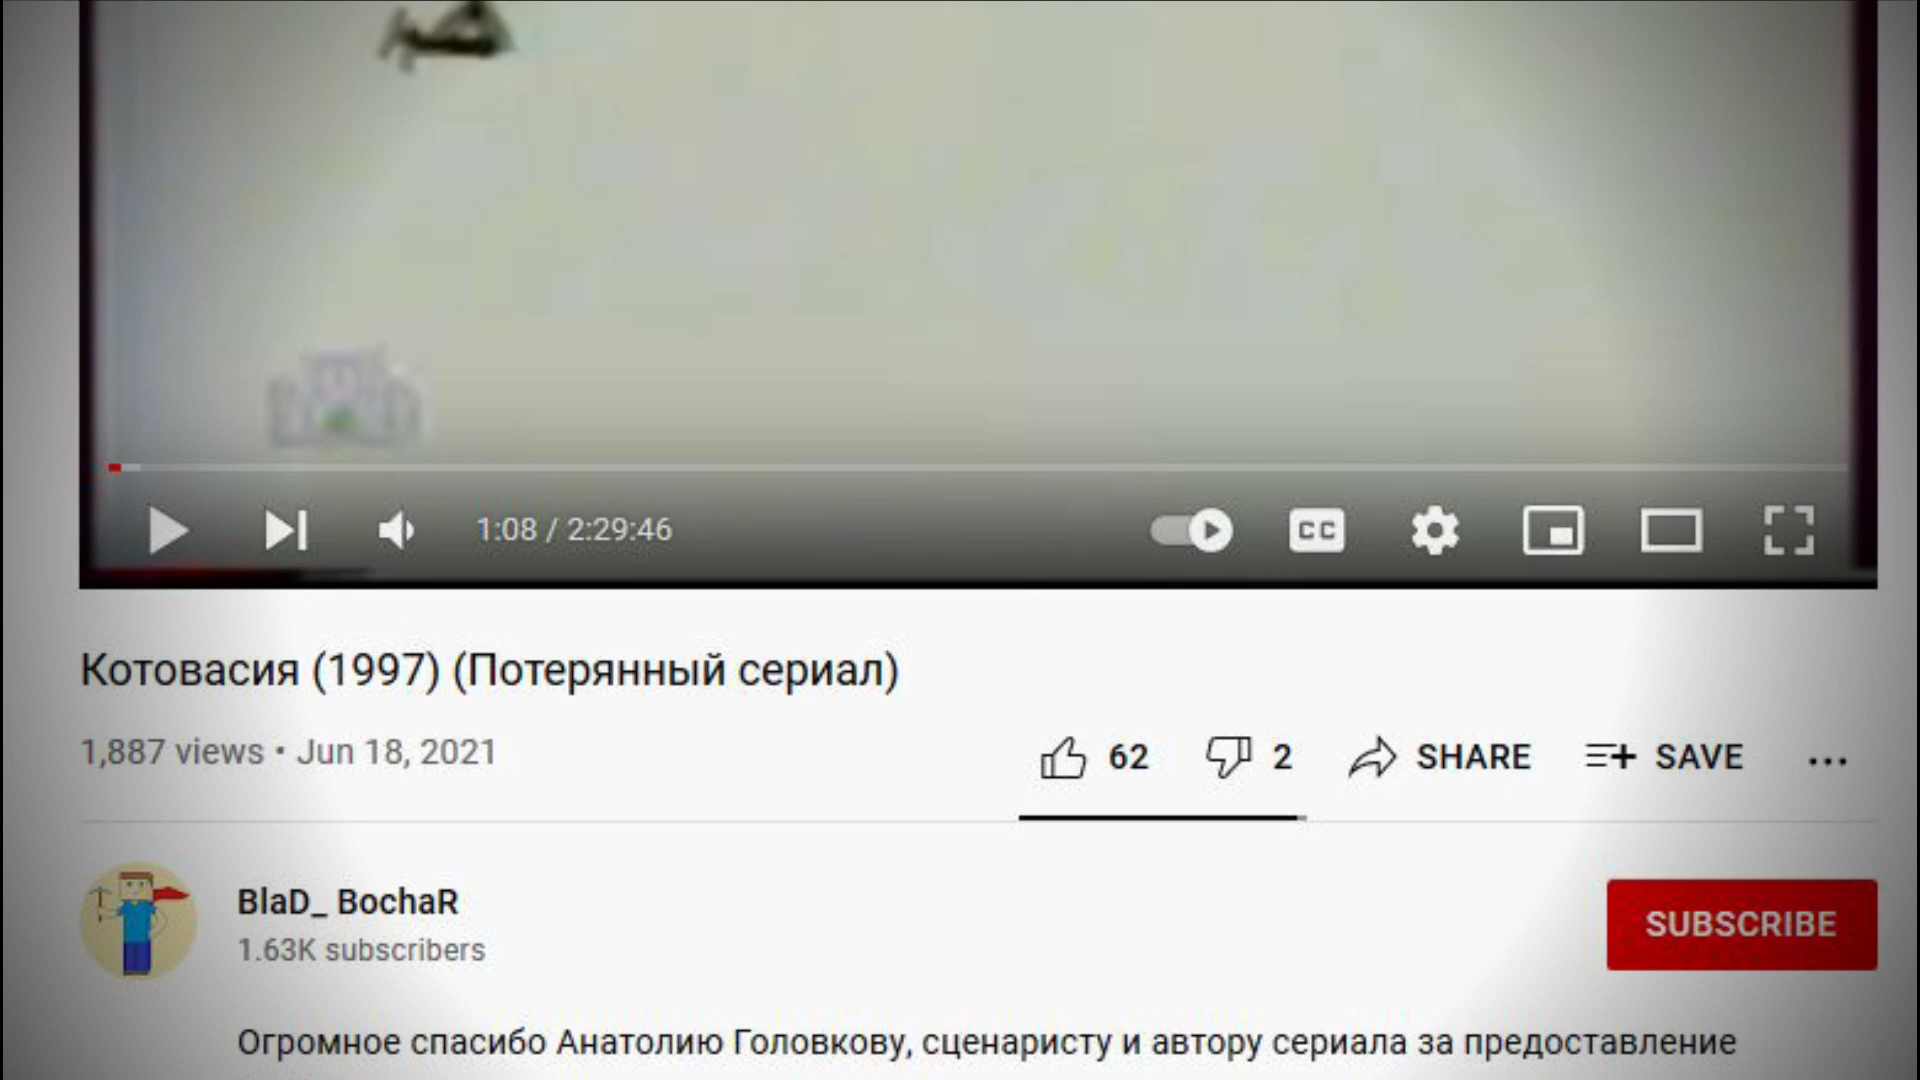 1:08 / 2:29:46
CC
Котовасия (1997) (Потерянный сериал)
1,887 views • Jun 18, 2021
62
2
SHARE
SAVE
BlaD_ BochaR
1.63K subscribers
SUBSCRIBE
Огромное спасибо Анатолию Головкову, сценаристу и автору сериала за предоставление